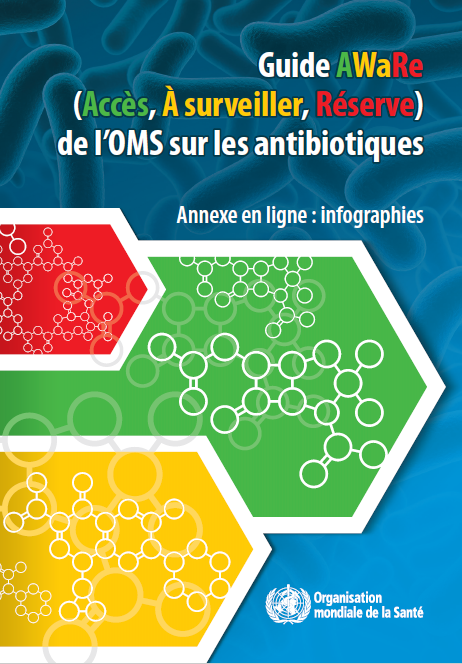 Guide AWaRe
(Accès, À surveiller, Réserve)
de l'OMS sur les antibiotiques
Annexe en ligne : infographies
Organisation
mondiale de la Santé